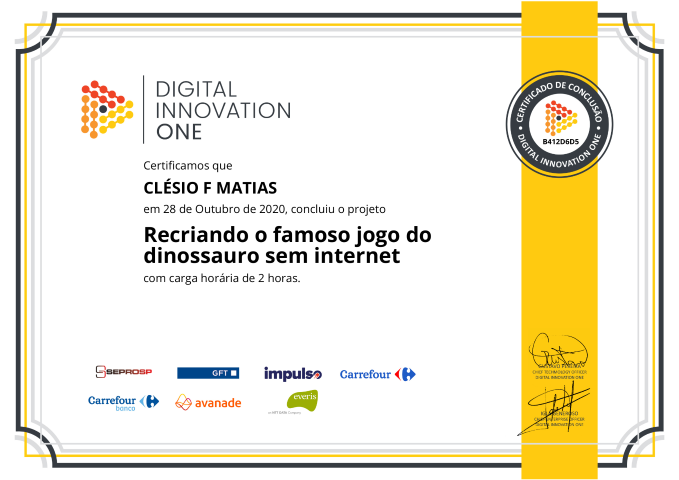 DIGITAL
INNOVATION
ONE
CERTIFICADO DE CONCLUSÃO
B412D6D5
DIGITAL INNOVATION ONE
Certificamos que
CLÉSIO F MATIAS
em 28 de Outubro de 2020, concluiu o projeto
Recriando o famoso jogo do
dinossauro sem internet
com carga horária de 2 horas.
SEPROSP
GFT
impulso
Carrefour
Carrefour
banco
avanade
everis
CHIEF TECHNOLOGY OFFICER
DIGITAL INNOVATION ONE
DIGITAL INNOVATION ONE